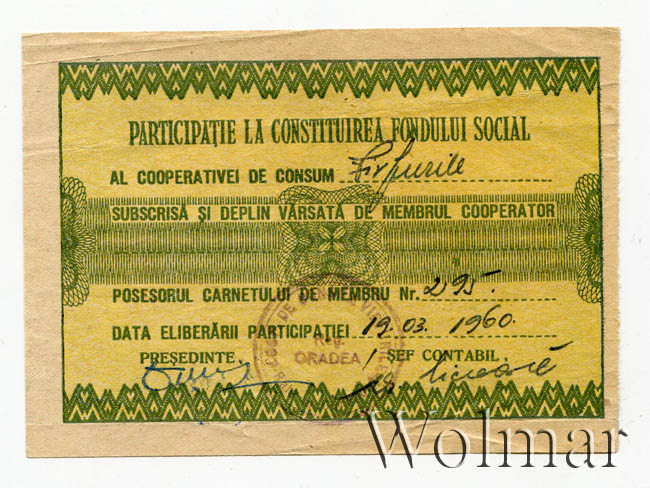 PARTICIPAȚIE LA CONSTITUIREA FONDULUI SOCIAL
AL COOPERATIVEI DE CONSUM
SUBSCRISĂ ȘI DEPLIN VĂRSATĂ DE MEMBRUL COOPERATOR
POSESORUL CARNETULUI DE MEMBRU Nr. 295.
DATA ELIBERĂRII PARTICIPAȚIEI 19.03. 1960.
Reg.
ORADEA
PREȘEDINTE, ȘEF CONTABIL,
Wolmar